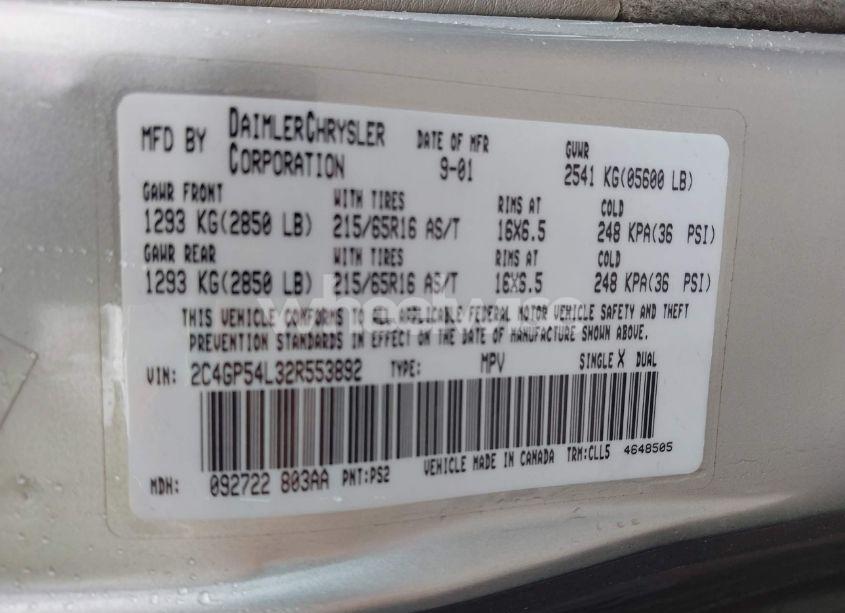 MFD BY DAIMLERCHRYSLER CORPORATION DATE OF MFR 9-01 GVWR 2541 KG(05600 LB)
GAWR FRONT WITH TIRES RIMS AT COLD
1293 KG(2850 LB) 215/65R16 AS/T 16X6.5 248 KPA(36 PSI)
GAWR REAR WITH TIRES RIMS AT COLD
1293 KG(2850 LB) 215/65R16 AS/T 16X6.5 248 KPA(36 PSI)
wheelwise
THIS VEHICLE CONFORMS TO ALL APPLICABLE FEDERAL MOTOR VEHICLE SAFETY AND THEFT
PREVENTION STANDARDS IN EFFECT ON THE DATE OF MANUFACTURE SHOWN ABOVE.
VIN: 2C4GP54L32R553892 TYPE: MPV SINGLE X DUAL
MDH: 092722 803AA PNT:PS2 VEHICLE MADE IN CANADA TRM:CLL5 4648505